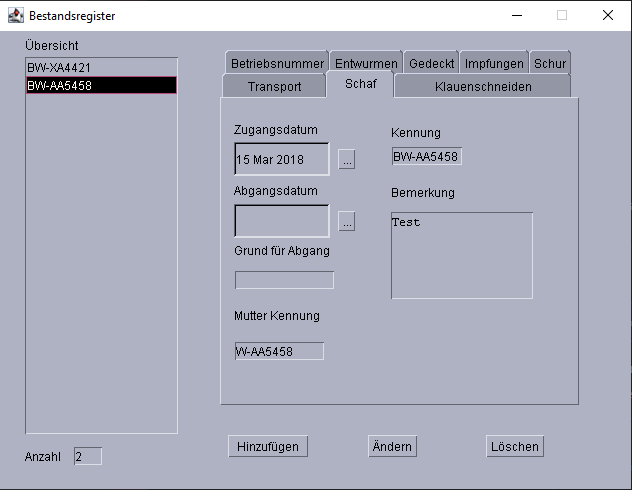 Bestandsregister
Übersicht
BW-XA4421
BW-AA5458
Anzahl 2
Betriebsnummer Entwurmen Gedeckt Impfungen Schur
Transport Schaf Klauenschneiden
Zugangsdatum
15 Mar 2018 ...
Abgangsdatum
...
Grund für Abgang
Mutter Kennung
W-AA5458
Kennung
BW-AA5458
Bemerkung
Test
Hinzufügen Ändern Löschen